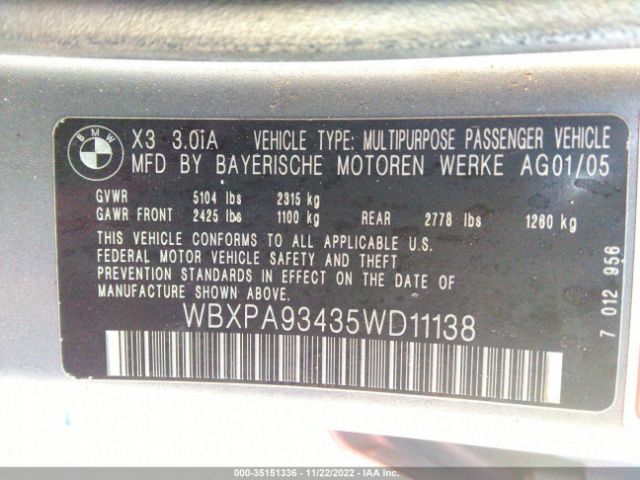 BMW
X3 3.0iA VEHICLE TYPE: MULTIPURPOSE PASSENGER VEHICLE
MFD BY BAYERISCHE MOTOREN WERKE AG01/05
GVWR 5104 lbs 2315 kg
GAWR FRONT 2425 lbs 1100 kg REAR 2778 lbs 1260 kg
THIS VEHICLE CONFORMS TO ALL APPLICABLE U.S.
FEDERAL MOTOR VEHICLE SAFETY AND THEFT
PREVENTION STANDARDS IN EFFECT ON THE DATE OF
MANUFACTURE SHOWN ABOVE.
WBXPA93435WD11138
7 012 956
000-35151336 - 11/22/2022 - IAA Inc.